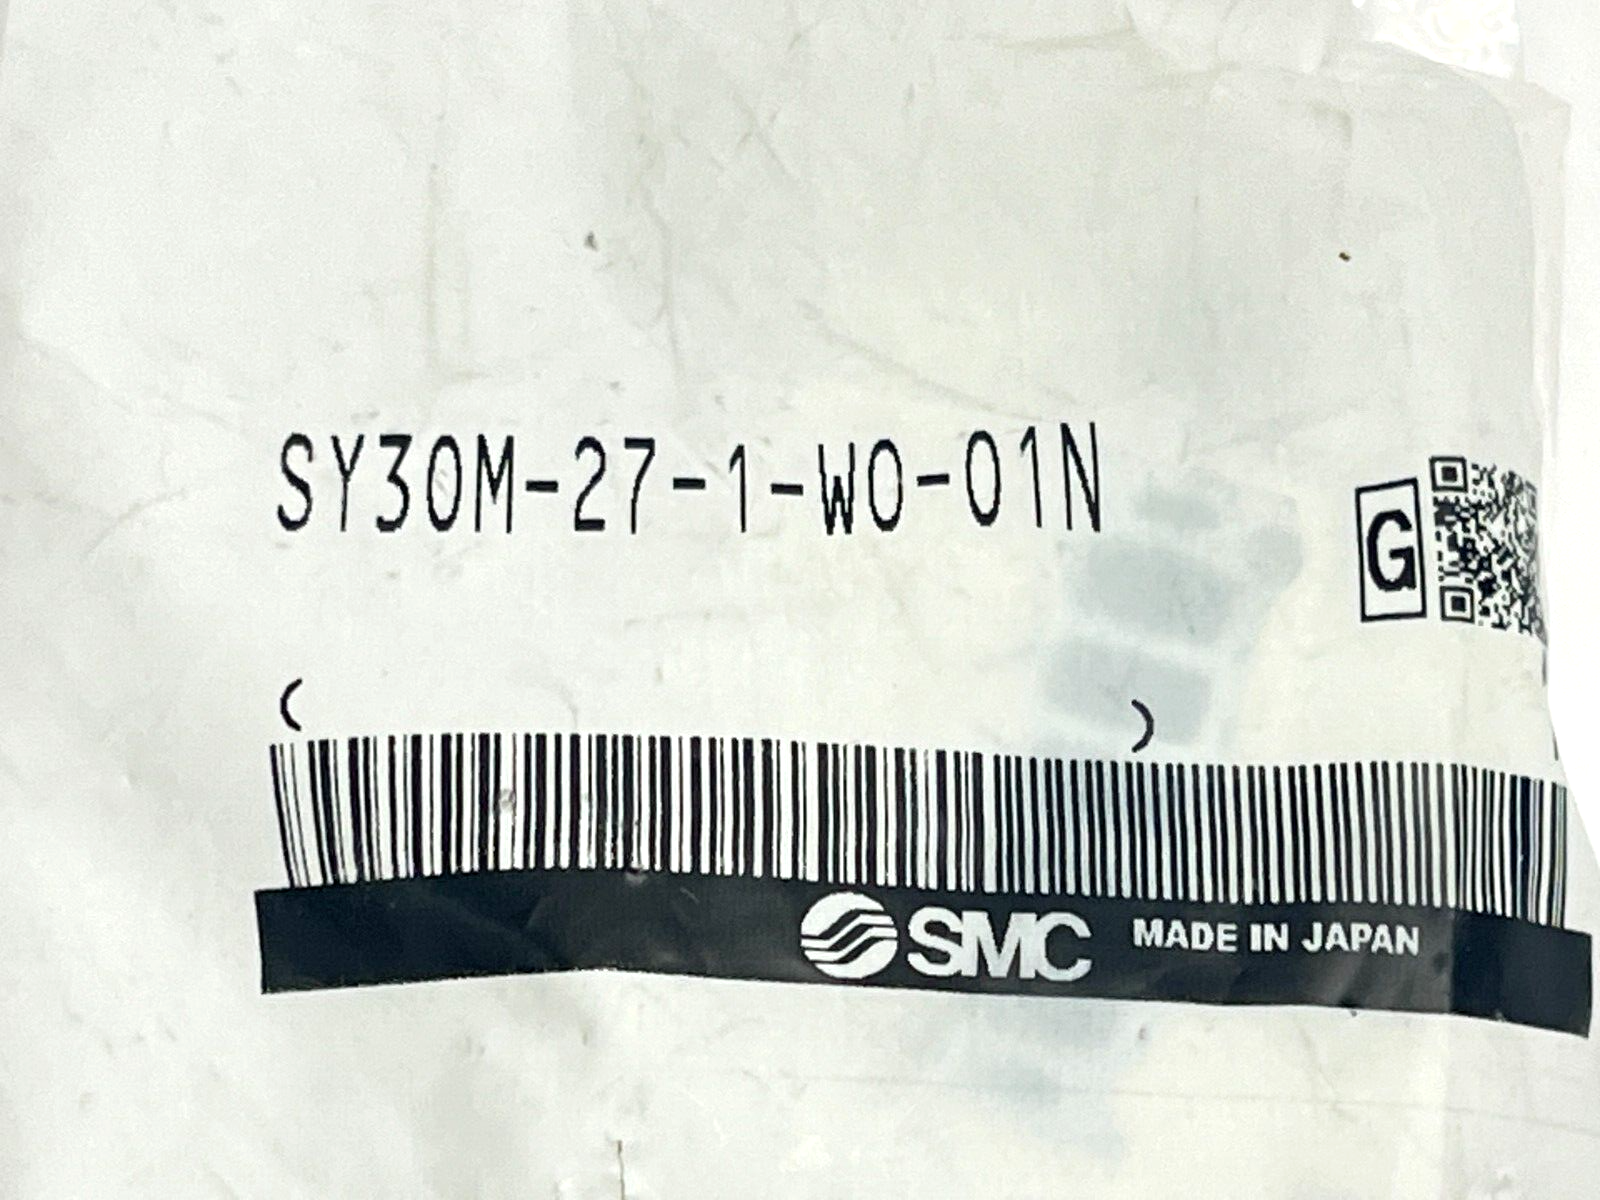 SY30M-27-1-W0-01N
G
( )
SMC MADE IN JAPAN